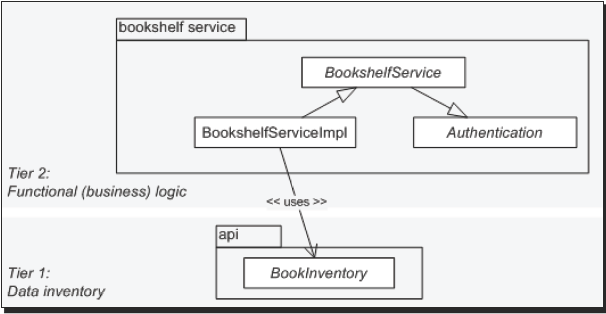 bookshelf service
BookshelfService
BookshelfServiceImpl
Authentication
Tier 2:
Functional (business) logic
<< uses >>
api
BookInventory
Tier 1:
Data inventory